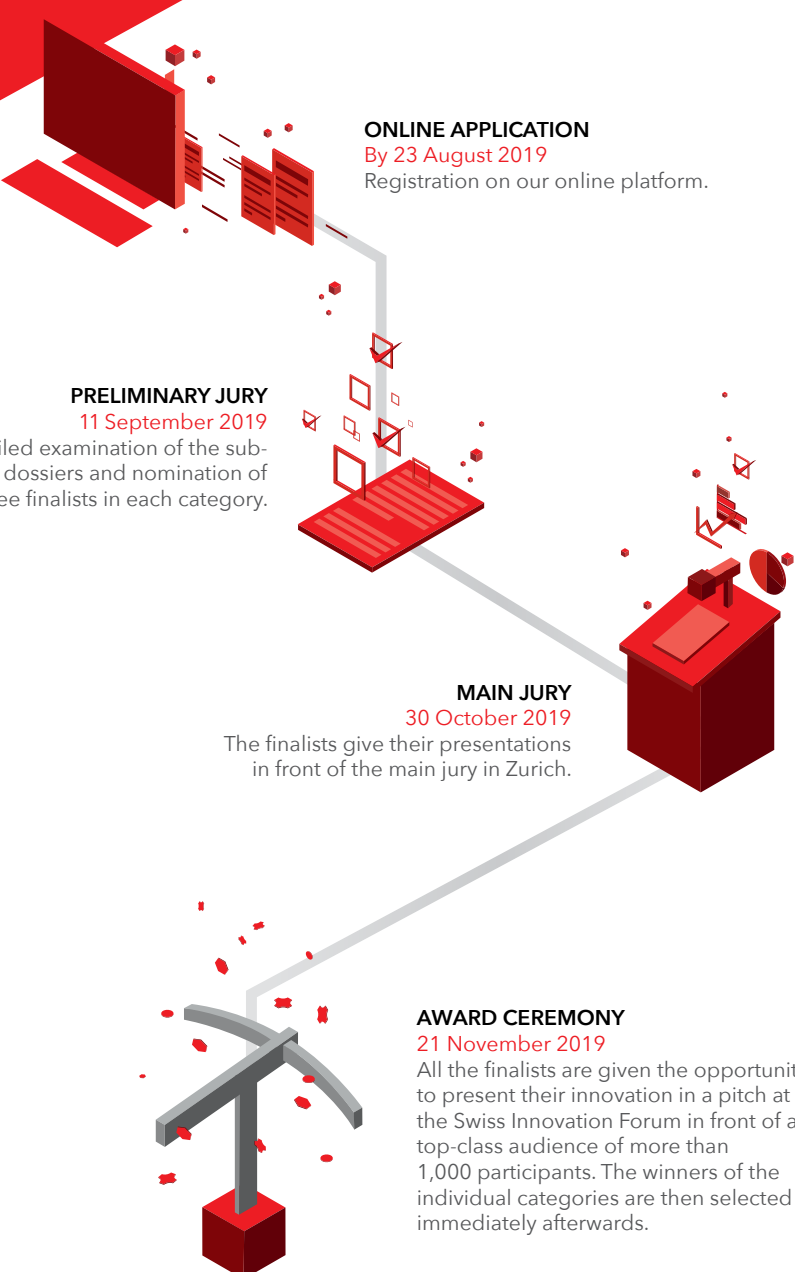 ONLINE APPLICATION
By 23 August 2019
Registration on our online platform.
PRELIMINARY JURY
11 September 2019
examination of the sub-
dossiers and nomination of
finalists in each category.
MAIN JURY
30 October 2019
The finalists give their presentations
in front of the main jury in Zurich.
AWARD CEREMONY
21 November 2019
All the finalists are given the
to present their innovation in a pitch at
the Swiss Innovation Forum in front of
top-class audience of more than
1,000 participants. The winners of the
individual categories are then selected
immediately afterwards.